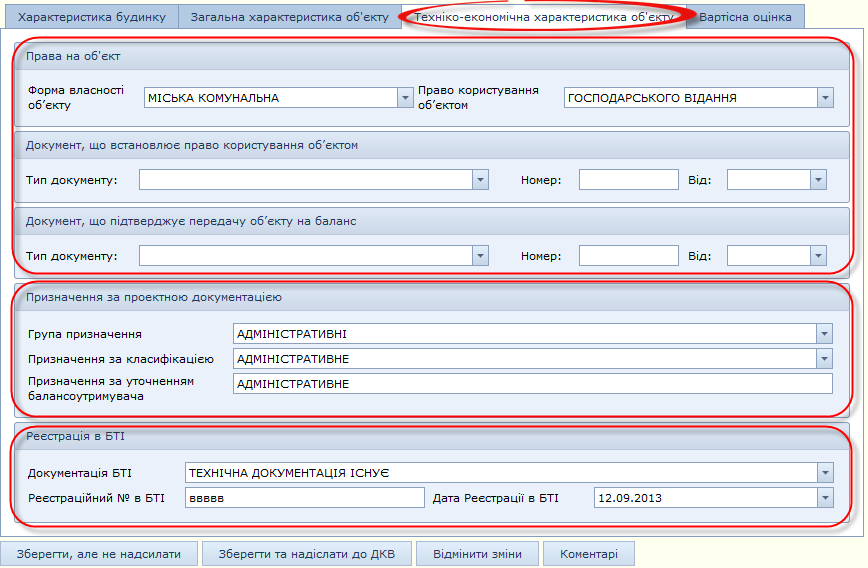 Характеристика будинку Загальна характеристика об'єкту Техніко-економічна характеристика об'єкту Вартісна оцінка
Права на об'єкт
Форма власності об’єкту МІСЬКА КОМУНАЛЬНА Право користування об’єктом ГОСПОДАРСЬКОГО ВІДАННЯ
Документ, що встановлює право користування об’єктом
Тип документу: Номер: Від:
Документ, що підтверджує передачу об’єкту на баланс
Тип документу: Номер: Від:
Призначення за проектною документацією
Група призначення АДМІНІСТРАТИВНІ
Призначення за класифікацією АДМІНІСТРАТИВНЕ
Призначення за уточненням балансоутримувача АДМІНІСТРАТИВНЕ
Реєстрація в БТІ
Документація БТІ ТЕХНІЧНА ДОКУМЕНТАЦІЯ ІСНУЄ
Реєстраційний № в БТІ ввввв Дата Реєстрації в БТІ 12.09.2013
Зберегти, але не надсилати Зберегти та надіслати до ДКВ Відмінити зміни Коментарі